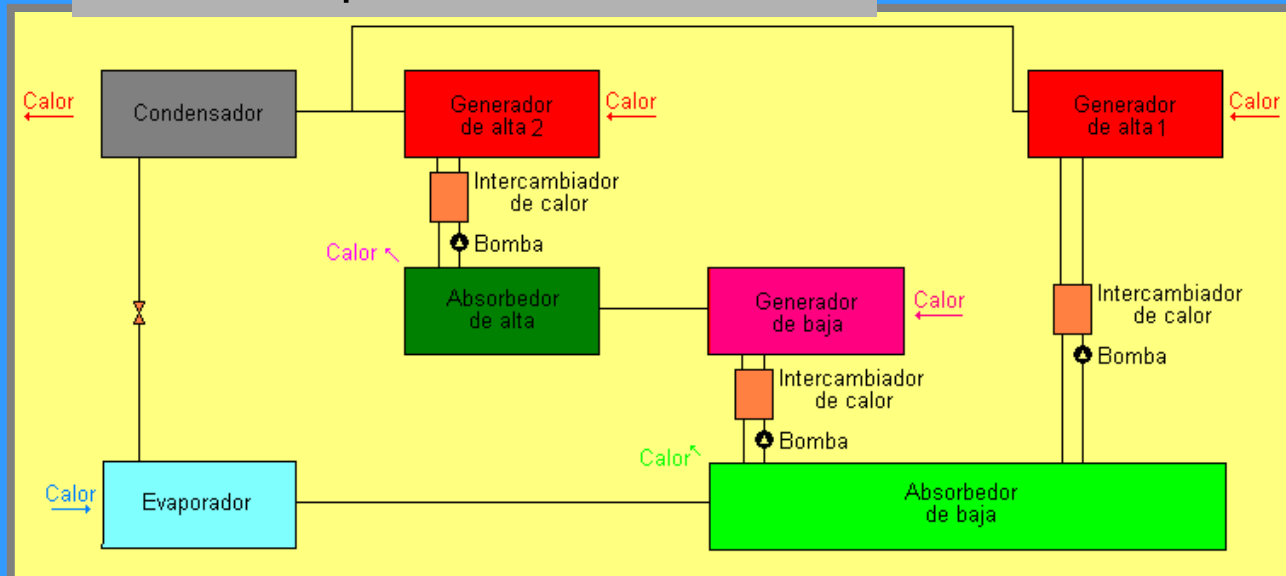 Calor
Condensador
Generador
de alta 2
Calor
Generador
de alta 1
Calor
Intercambiador
de calor
Bomba
Calor
Absorbedor
de alta
Generador
de baja
Calor
Intercambiador
de calor
Bomba
Intercambiador
de calor
Bomba
Calor
Calor
Evaporador
Absorbedor
de baja